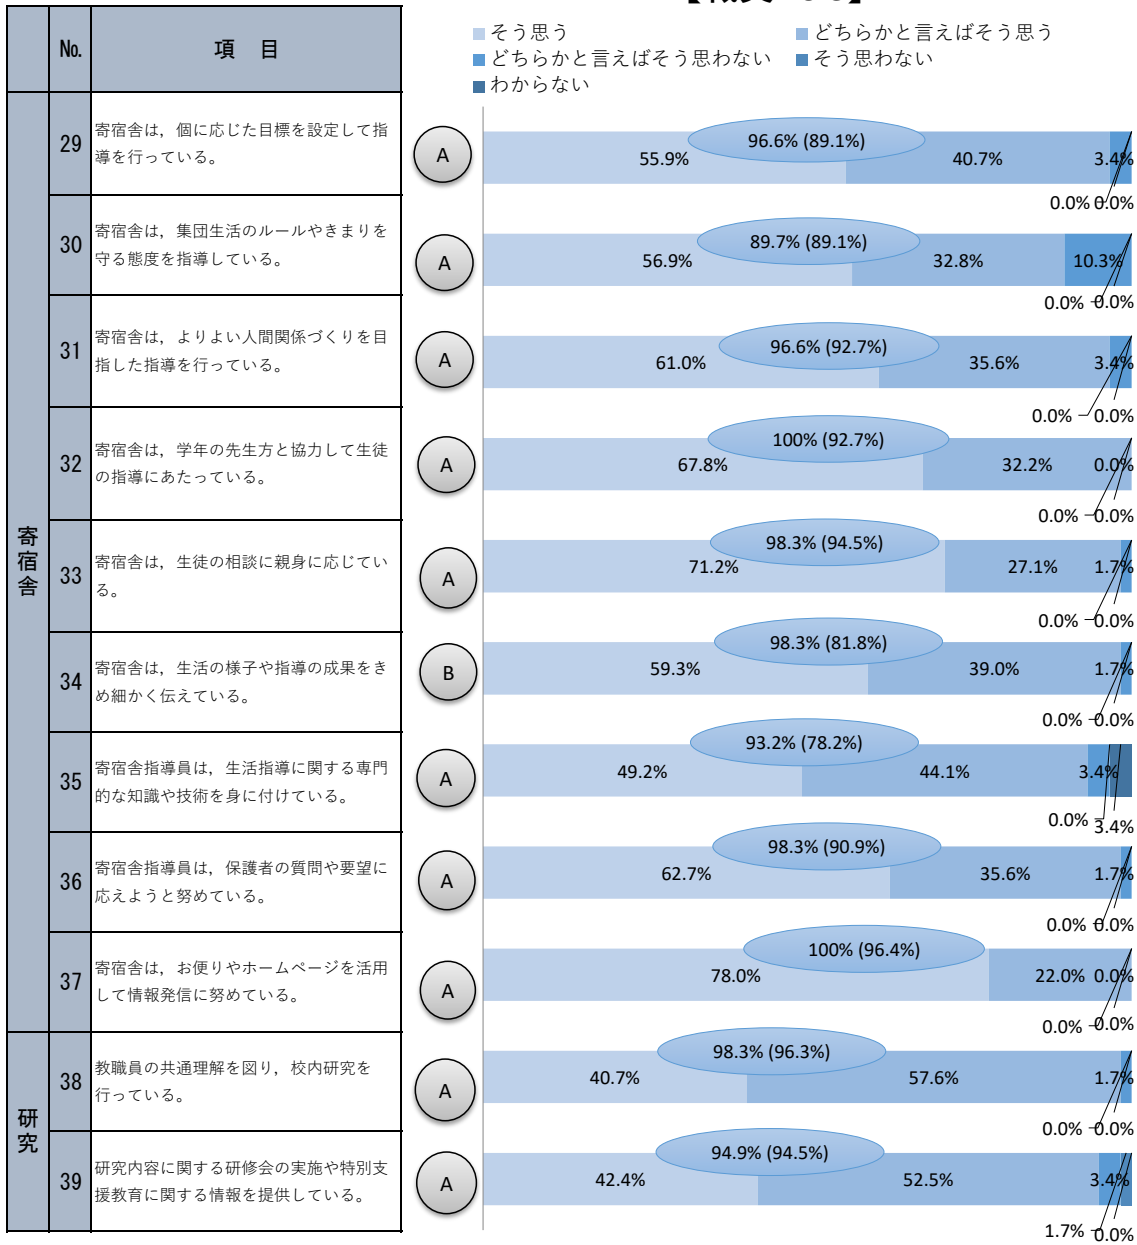 No.
項　目
そう思う
どちらかと言えばそう思う
どちらかと言えばそう思わない
そう思わない
わからない
寄宿舎
29
寄宿舎は，個に応じた目標を設定して指
導を行っている。
A
96.6% (89.1%)
55.9%
40.7%
3.4%
0.0%
0.0%
30
寄宿舎は，集団生活のルールやきまりを
守る態度を指導している。
A
89.7% (89.1%)
56.9%
32.8%
10.3%
0.0%
0.0%
31
寄宿舎は，よりよい人間関係づくりを目
指した指導を行っている。
A
96.6% (92.7%)
61.0%
35.6%
3.4%
0.0%
0.0%
32
寄宿舎は，学年の先生方と協力して生徒
の指導にあたっている。
A
100% (92.7%)
67.8%
32.2%
0.0%
0.0%
0.0%
33
寄宿舎は，生徒の相談に親身に応じてい
る。
A
98.3% (94.5%)
71.2%
27.1%
1.7%
0.0%
0.0%
34
寄宿舎は，生活の様子や指導の成果をき
め細かく伝えている。
B
98.3% (81.8%)
59.3%
39.0%
1.7%
0.0%
0.0%
35
寄宿舎指導員は，生活指導に関する専門
的な知識や技術を身に付けている。
A
93.2% (78.2%)
49.2%
44.1%
3.4%
0.0%
3.4%
36
寄宿舎指導員は，保護者の質問や要望に
応えようと努めている。
A
98.3% (90.9%)
62.7%
35.6%
1.7%
0.0%
0.0%
37
寄宿舎は，お便りやホームページを活用
して情報発信に努めている。
A
100% (96.4%)
78.0%
22.0%
0.0%
0.0%
0.0%
研究
38
教職員の共通理解を図り，校内研究を
行っている。
A
98.3% (96.3%)
40.7%
57.6%
1.7%
0.0%
0.0%
39
研究内容に関する研修会の実施や特別支
援教育に関する情報を提供している。
A
94.9% (94.5%)
42.4%
52.5%
3.4%
1.7%
0.0%